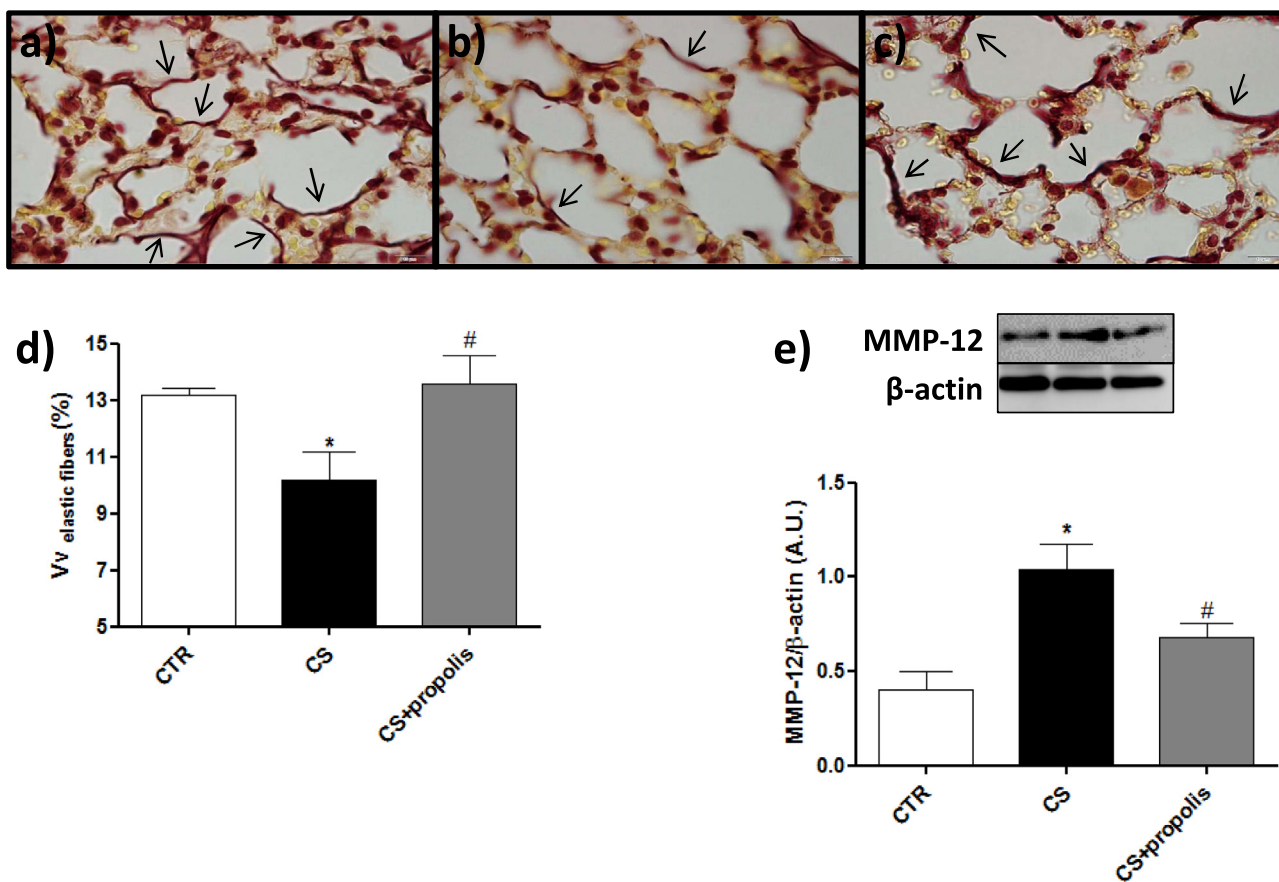 a)
b)
c)
d)
15
13
11
9
7
5
Vv elastic fibers (%)
*
#
CTR
CS
CS+propolis
e)
MMP-12
β-actin
1.5
1.0
0.5
0.0
MMP-12/β-actin (A.U.)
*
#
CTR
CS
CS+propolis